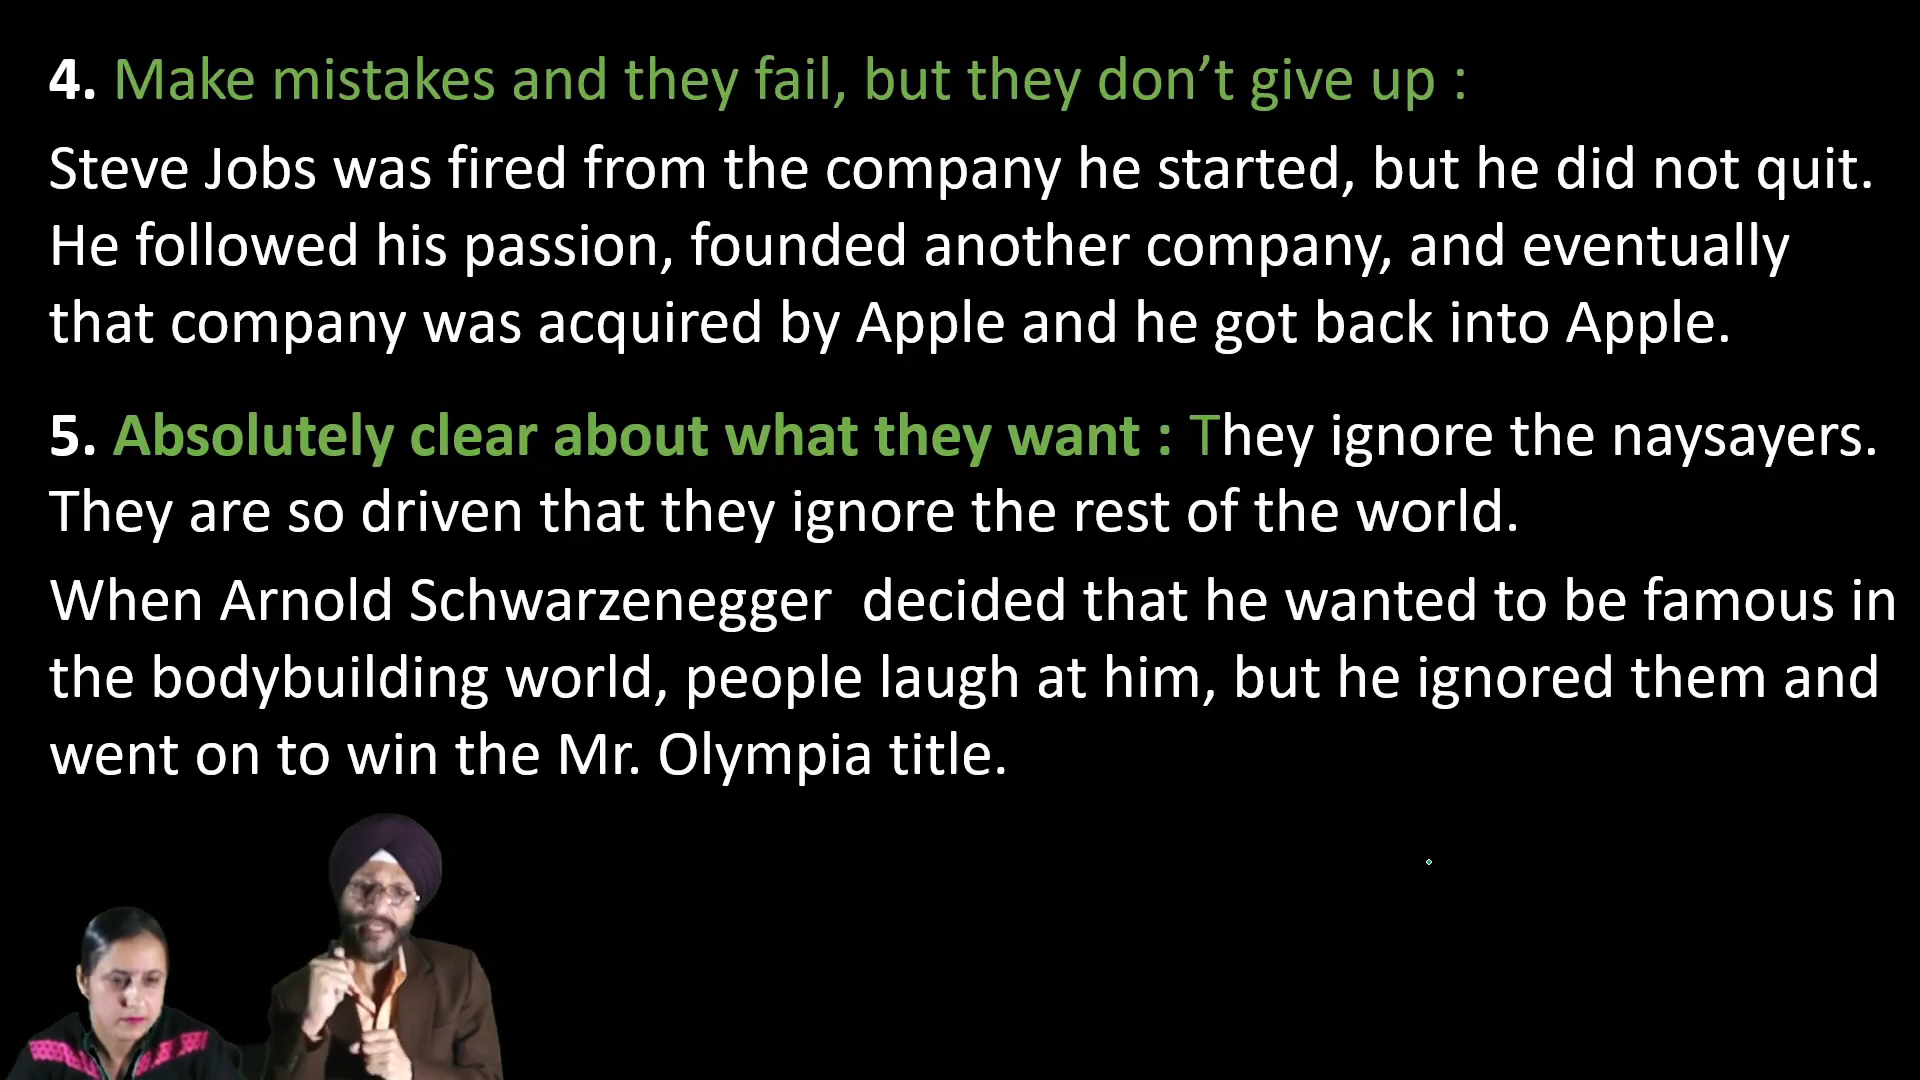 4. Make mistakes and they fail, but they don’t give up :
Steve Jobs was fired from the company he started, but he did not quit.
He followed his passion, founded another company, and eventually
that company was acquired by Apple and he got back into Apple.
5. Absolutely clear about what they want : They ignore the naysayers.
They are so driven that they ignore the rest of the world.
When Arnold Schwarzenegger  decided that he wanted to be famous in
the bodybuilding world, people laugh at him, but he ignored them and
went on to win the Mr. Olympia title.